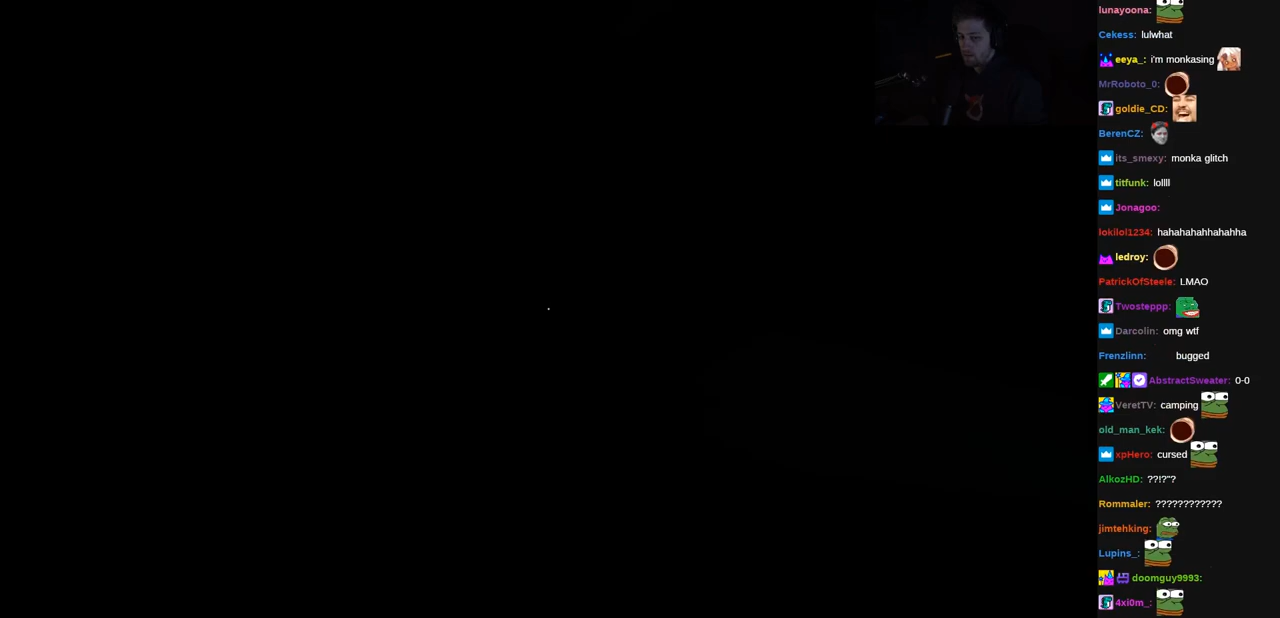 lunayoona:
Cekess: lulwhat
eeya_: i'm monkasing
MrRoboto_0:
goldie_CD:
BerenCZ:
its_smexy: monka glitch
titfunk: lollll
Jonagoo:
lokilol1234: hahahahahhahahha
ledroy:
PatrickOfSteele: LMAO
Twosteppp:
Darcolin: omg wtf
Frenzlinn: bugged
AbstractSweater: 0-0
VeretTV: camping
old_man_kek:
xpHero: cursed
AlkozHD: ??!?"?
Rommaler: ????????????
jimtehking:
Lupins_:
doomguy9993:
4xi0m_: